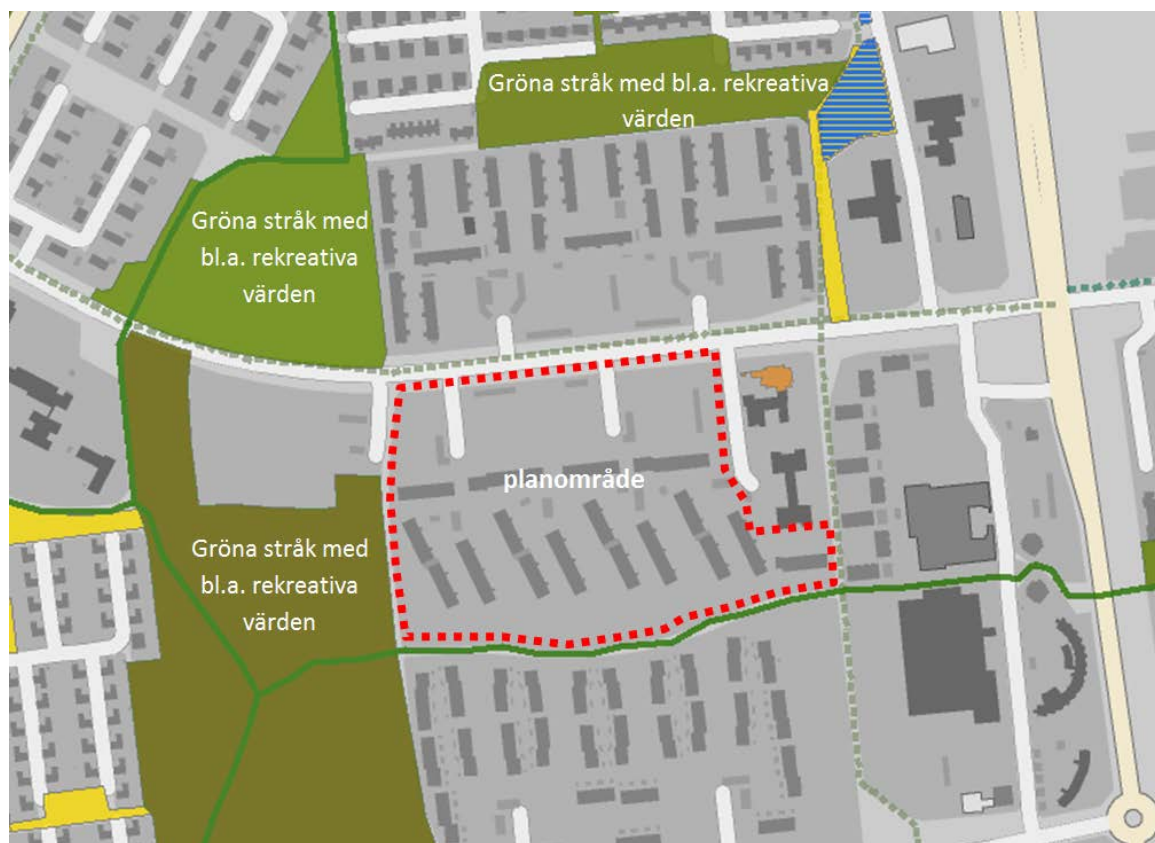 Gröna stråk med bl.a. rekreativa
värden
Gröna stråk med
bl.a. rekreativa
värden
planområde
Gröna stråk med
bl.a. rekreativa
värden